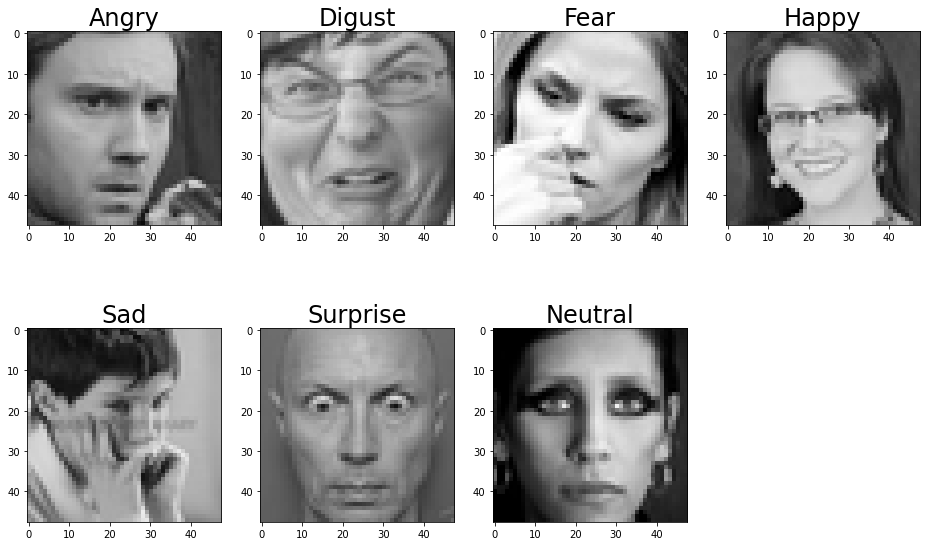 Angry Digust Fear Happy
0 0 0 0
10 10 10 10
20 20 20 20
30 30 30 30
40 40 40 40
0 10 20 30 40 0 10 20 30 40 0 10 20 30 40 0 10 20 30 40
Sad Surprise Neutral
0 0 0
10 10 10
20 20 20
30 30 30
40 40 40
0 10 20 30 40 0 10 20 30 40 0 10 20 30 40